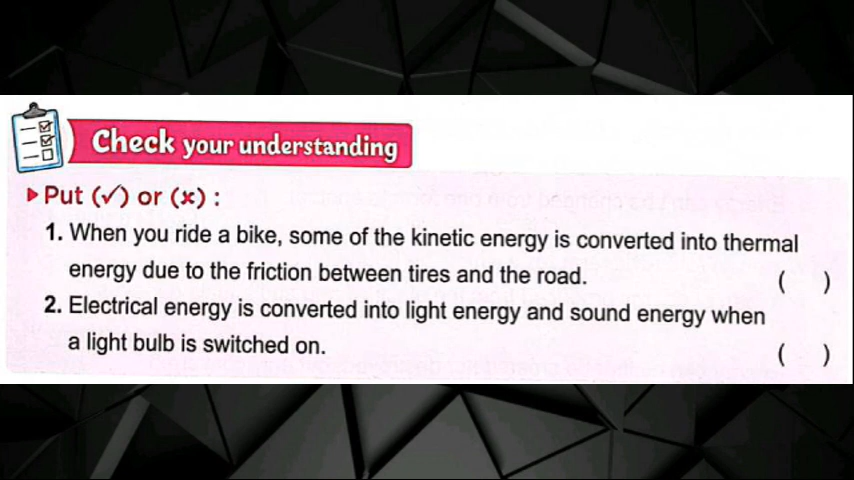 Check your understanding
Put (✓) or (×) :
1. When you ride a bike, some of the kinetic energy is converted into thermal
energy due to the friction between tires and the road. ( )
2. Electrical energy is converted into light energy and sound energy when
a light bulb is switched on. ( )